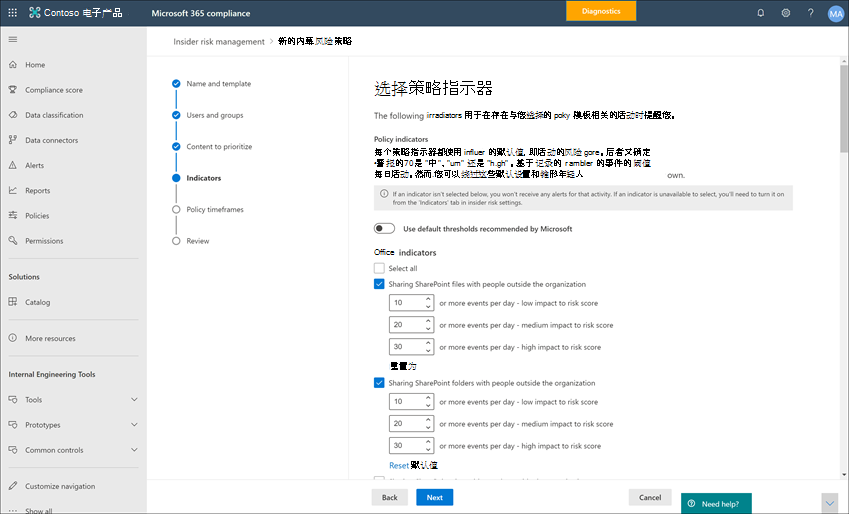 Contoso 电子产品
Microsoft 365 compliance
Diagnostics
?
MA
Insider risk management > 新的内幕风险策略
Home
Compliance score
Data classification
Data connectors
Alerts
Reports
Policies
Permissions
Solutions
Catalog
More resources
Internal Engineering Tools
Tools
Prototypes
Common controls
Customize navigation
Show all
Name and template
Users and groups
Content to prioritize
Indicators
Policy timeframes
Review
选择策略指示器
The following irradiators 用于在存在与您选择的 poky 模板相关的活动时提醒您。
Policy indicators
每个策略指示器都使用 influer 的默认值, 即活动的风险 gore。后者又确定
警报的70是 "中"、"um" 还是 "h.gh"。基于记录的 rambler 的事件的阈值
每日活动。然而,您可以绕过这些默认设置和锥形年轻人
own.
If an indicator isn't selected below, you won't receive any alerts for that activity. If an indicator is unavailable to select, you'll need to turn it on
from the 'Indicators' tab in insider risk settings.
Use default thresholds recommended by Microsoft
Office indicators
Select all
Sharing SharePoint files with people outside the organization
10 or more events per day - low impact to risk score
20 or more events per day - medium impact to risk score
30 or more events per day - high impact to risk score
重置为
Sharing SharePoint folders with people outside the organization
10 or more events per day - low impact to risk score
20 or more events per day - medium impact to risk score
30 or more events per day - high impact to risk score
Reset 默认值
Back
Next
Cancel
Need help?